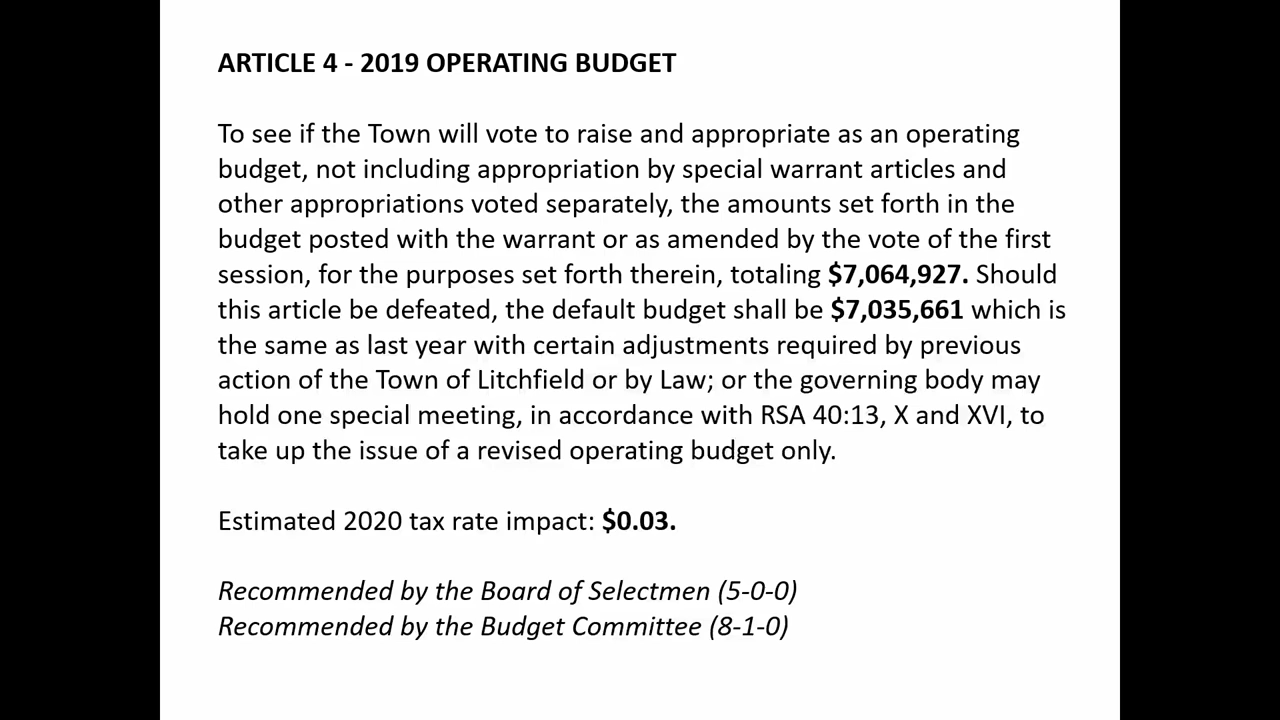 ARTICLE 4 - 2019 OPERATING BUDGET
To see if the Town will vote to raise and appropriate as an operating
budget, not including appropriation by special warrant articles and
other appropriations voted separately, the amounts set forth in the
budget posted with the warrant or as amended by the vote of the first
session, for the purposes set forth therein, totaling $7,064,927. Should
this article be defeated, the default budget shall be $7,035,661 which is
the same as last year with certain adjustments required by previous
action of the Town of Litchfield or by Law; or the governing body may
hold one special meeting, in accordance with RSA 40:13, X and XVI, to
take up the issue of a revised operating budget only.
Estimated 2020 tax rate impact: $0.03.
Recommended by the Board of Selectmen (5-0-0)
Recommended by the Budget Committee (8-1-0)